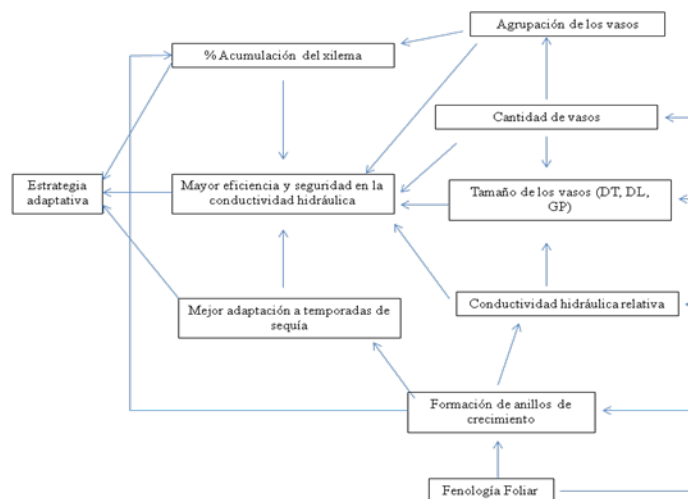 Agrupación de los vasos
% Acumulación del xilema
Cantidad de vasos
Estrategia
adaptativa
Mayor eficiencia y seguridad en la
conductividad hidráulica
Tamaño de los vasos (DT, DL,
GP)
Mejor adaptación a temporadas de
sequía
Conductividad hidráulica relativa
Formación de anillos de
crecimiento
Fenología Foliar